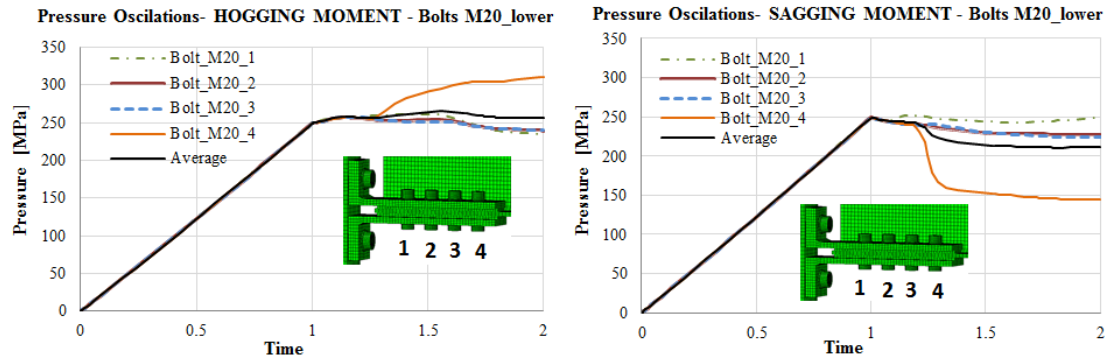 Pressure Oscilations- HOGGING MOMENT - Bolts M20_lower
350
300
250
200
150
100
50
0
Pressure [MPa]
Bolt_M20_1
Bolt_M20_2
Bolt_M20_3
Bolt_M20_4
Average
1 2 3 4
0 0.5 1 1.5 2
Time
Pressure Oscilations- SAGGING MOMENT - Bolts M20_lower
350
300
250
200
150
100
50
0
Pressure [MPa]
Bolt_M20_1
Bolt_M20_2
Bolt_M20_3
Bolt_M20_4
Average
1 2 3 4
0 0.5 1 1.5 2
Time